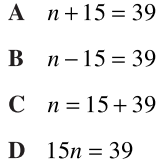 A n + 15 = 39
B n − 15 = 39
C n = 15 + 39
D 15n = 39